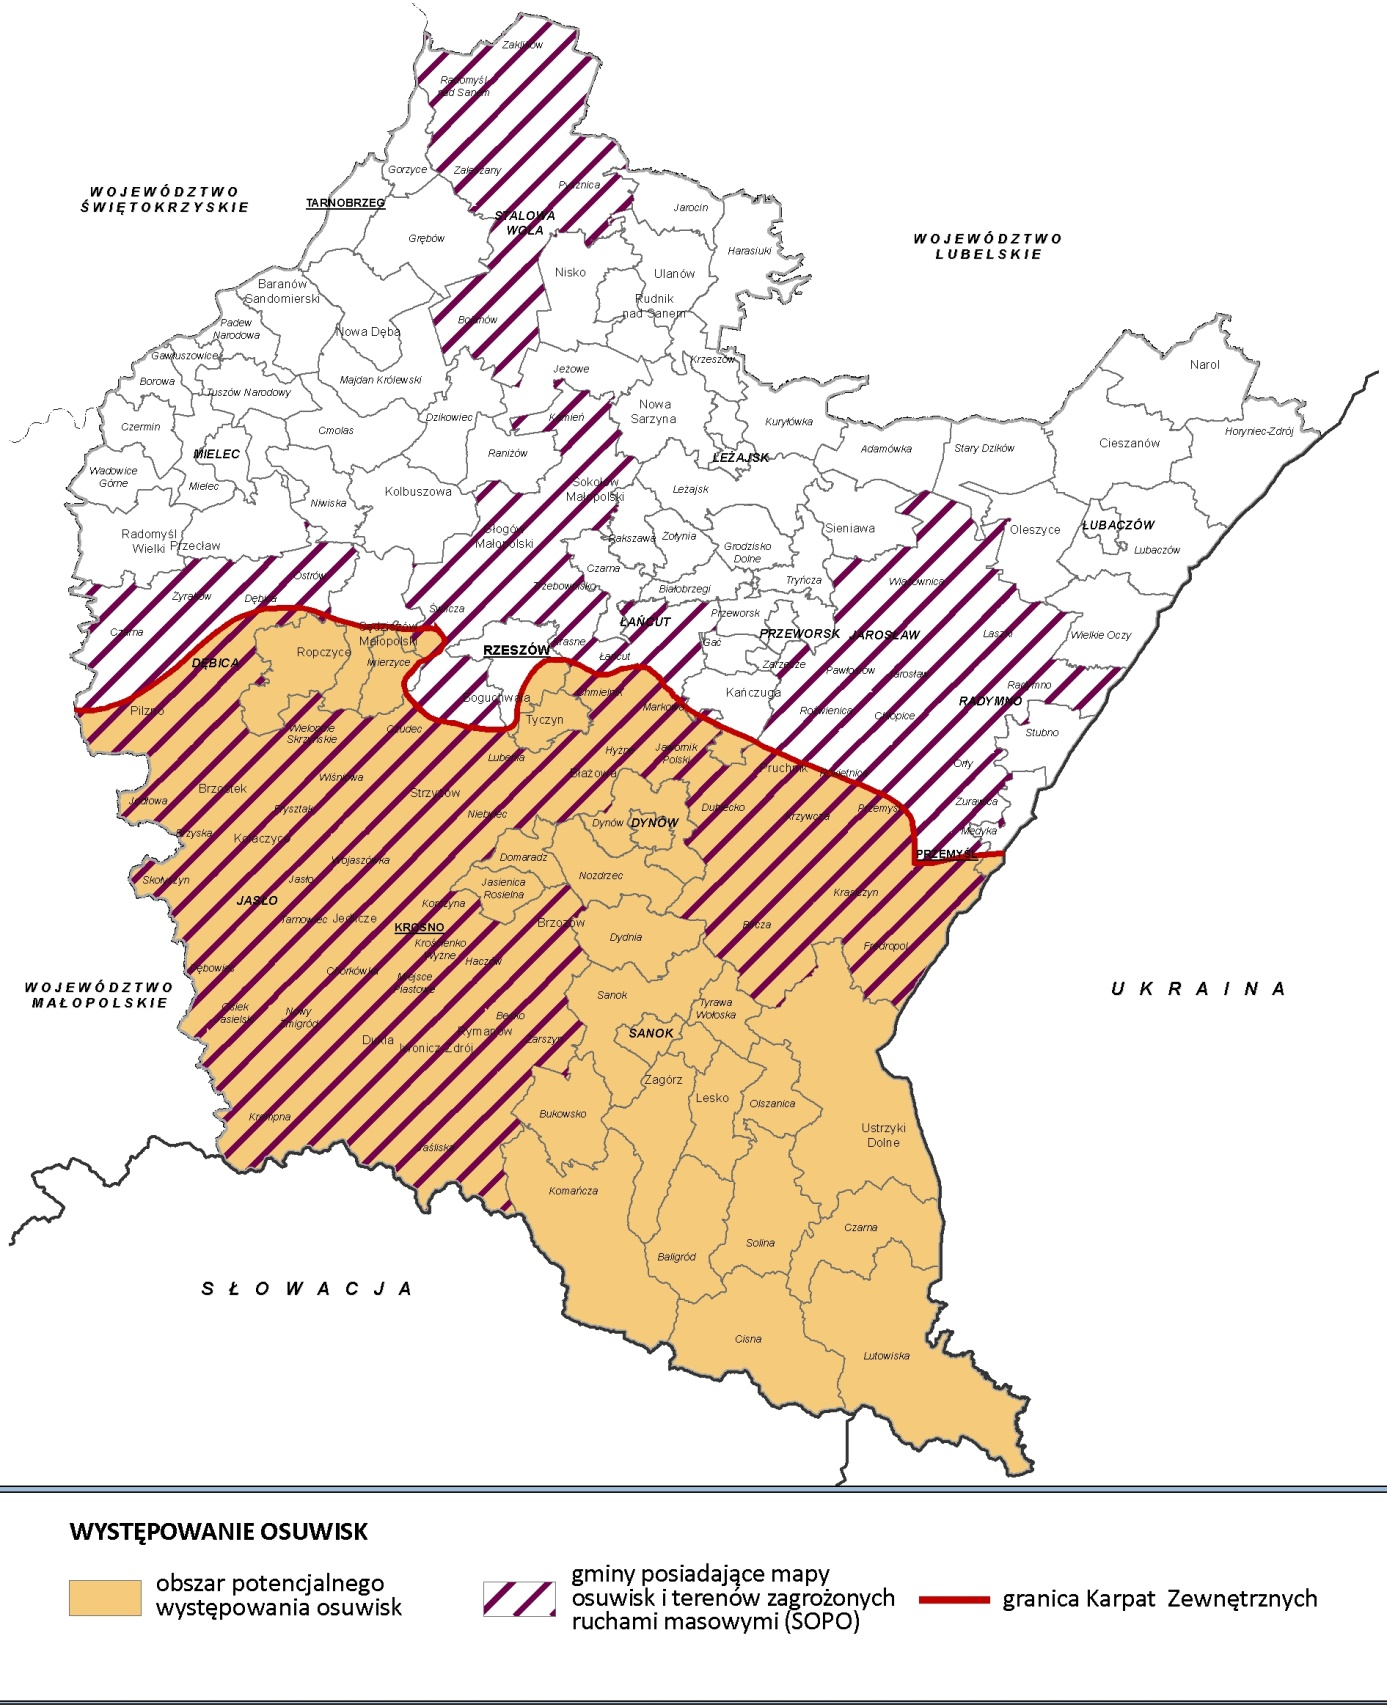 Zaklików
Radomyśl
nad Sanem
Gorzyce
Zaleszany
Pysznica
WOJEWÓDZTWO
ŚWIĘTOKRZYSKIE
TARNOBRZEG
STALOWA
WOLA
Jarocin
Grębów
Harasiuki
WOJEWÓDZTWO
LUBELSKIE
Nisko
Ulanów
Baranów
Sandomierski
Rudnik
nad Sanem
Padew
Narodowa
Nowa Dęba
Bojanów
Gawłuszowice
Krzeszów
Jeżowe
Narol
Borowa
Tuszów Narodowy
Majdan Królewski
Dzikowiec
Kamień
Nowa
Sarzyna
Kuryłówka
Czermin
Cmolas
Horyniec-Zdrój
Cieszanów
Adamówka
Stary Dzików
MIELEC
Raniżów
LEŻAJSK
Wadowice
Górne
Mielec
Kolbuszowa
Sokołów
Małopolski
Leżajsk
Niwiska
Radomyśl
Wielki
Przecław
Głogów
Małopolski
Rakszawa
Żołynia
Grodzisko
Dolne
Sieniawa
Oleszyce
LUBACZÓW
Lubaczów
Ostrów
Czarna
Trzebownisko
Białobrzegi
Tryńcza
Wiązownica
Żyraków
Dębica
Świlcza
Przeworsk
Czarna
ŁAŃCUT
PRZEWORSK
JAROSŁAW
Laszki
Wielkie Oczy
Sędziszów
Małopolski
Krasne
Gać
Ropczyce
Iwierzyce
RZESZÓW
Łańcut
Zarzecze
Pawłosiów
Jarosław
DĘBICA
Boguchwała
Chmielnik
Kańczuga
Radymno
RADYMNO
Pilzno
Tyczyn
Markowa
Roźwienica
Chłopice
Wielopole
Skrzyńskie
Czudec
Stubno
Lubenia
Hyżne
Jawornik
Polski
Orły
Wiśniowa
Błażowa
Pruchnik
Rokietnica
Brzostek
Strzyżów
Jodłowa
Frysztak
Niebylec
Dubiecko
Krzywcza
Przemyśl
Żurawica
Medyka
Brzyska
Kołaczyce
Dynów
DYNÓW
Wojaszówka
Domaradz
PRZEMYŚL
Skołyszyn
Jasło
Jasienica
Rosielna
Nozdrzec
Krasiczyn
JASŁO
Korczyna
Tarnowiec
Jedlicze
KROSNO
Brzozów
Bircza
Krościenko
Wyżne
Dydnia
Fredropol
Dębowiec
Chorkówka
Haczów
Miejsce
Piastowe
WOJEWÓDZTWO
MAŁOPOLSKIE
Sanok
Tyrawa
Wołoska
UKRAINA
Osiek
Jasielski
Nowy
Żmigród
Besko
Rymanów
Zarszyn
SANOK
Dukla
Iwonicz-Zdrój
Zagórz
Lesko
Olszanica
Krempna
Bukowsko
Ustrzyki
Dolne
Jaśliska
Komańcza
Czarna
Baligród
Solina
SŁOWACJA
Cisna
Lutowiska
WYSTĘPOWANIE OSUWISK
obszar potencjalnego
występowania osuwisk
gminy posiadające mapy
osuwisk i terenów zagrożonych
ruchami masowymi (SOPO)
granica Karpat Zewnętrznych